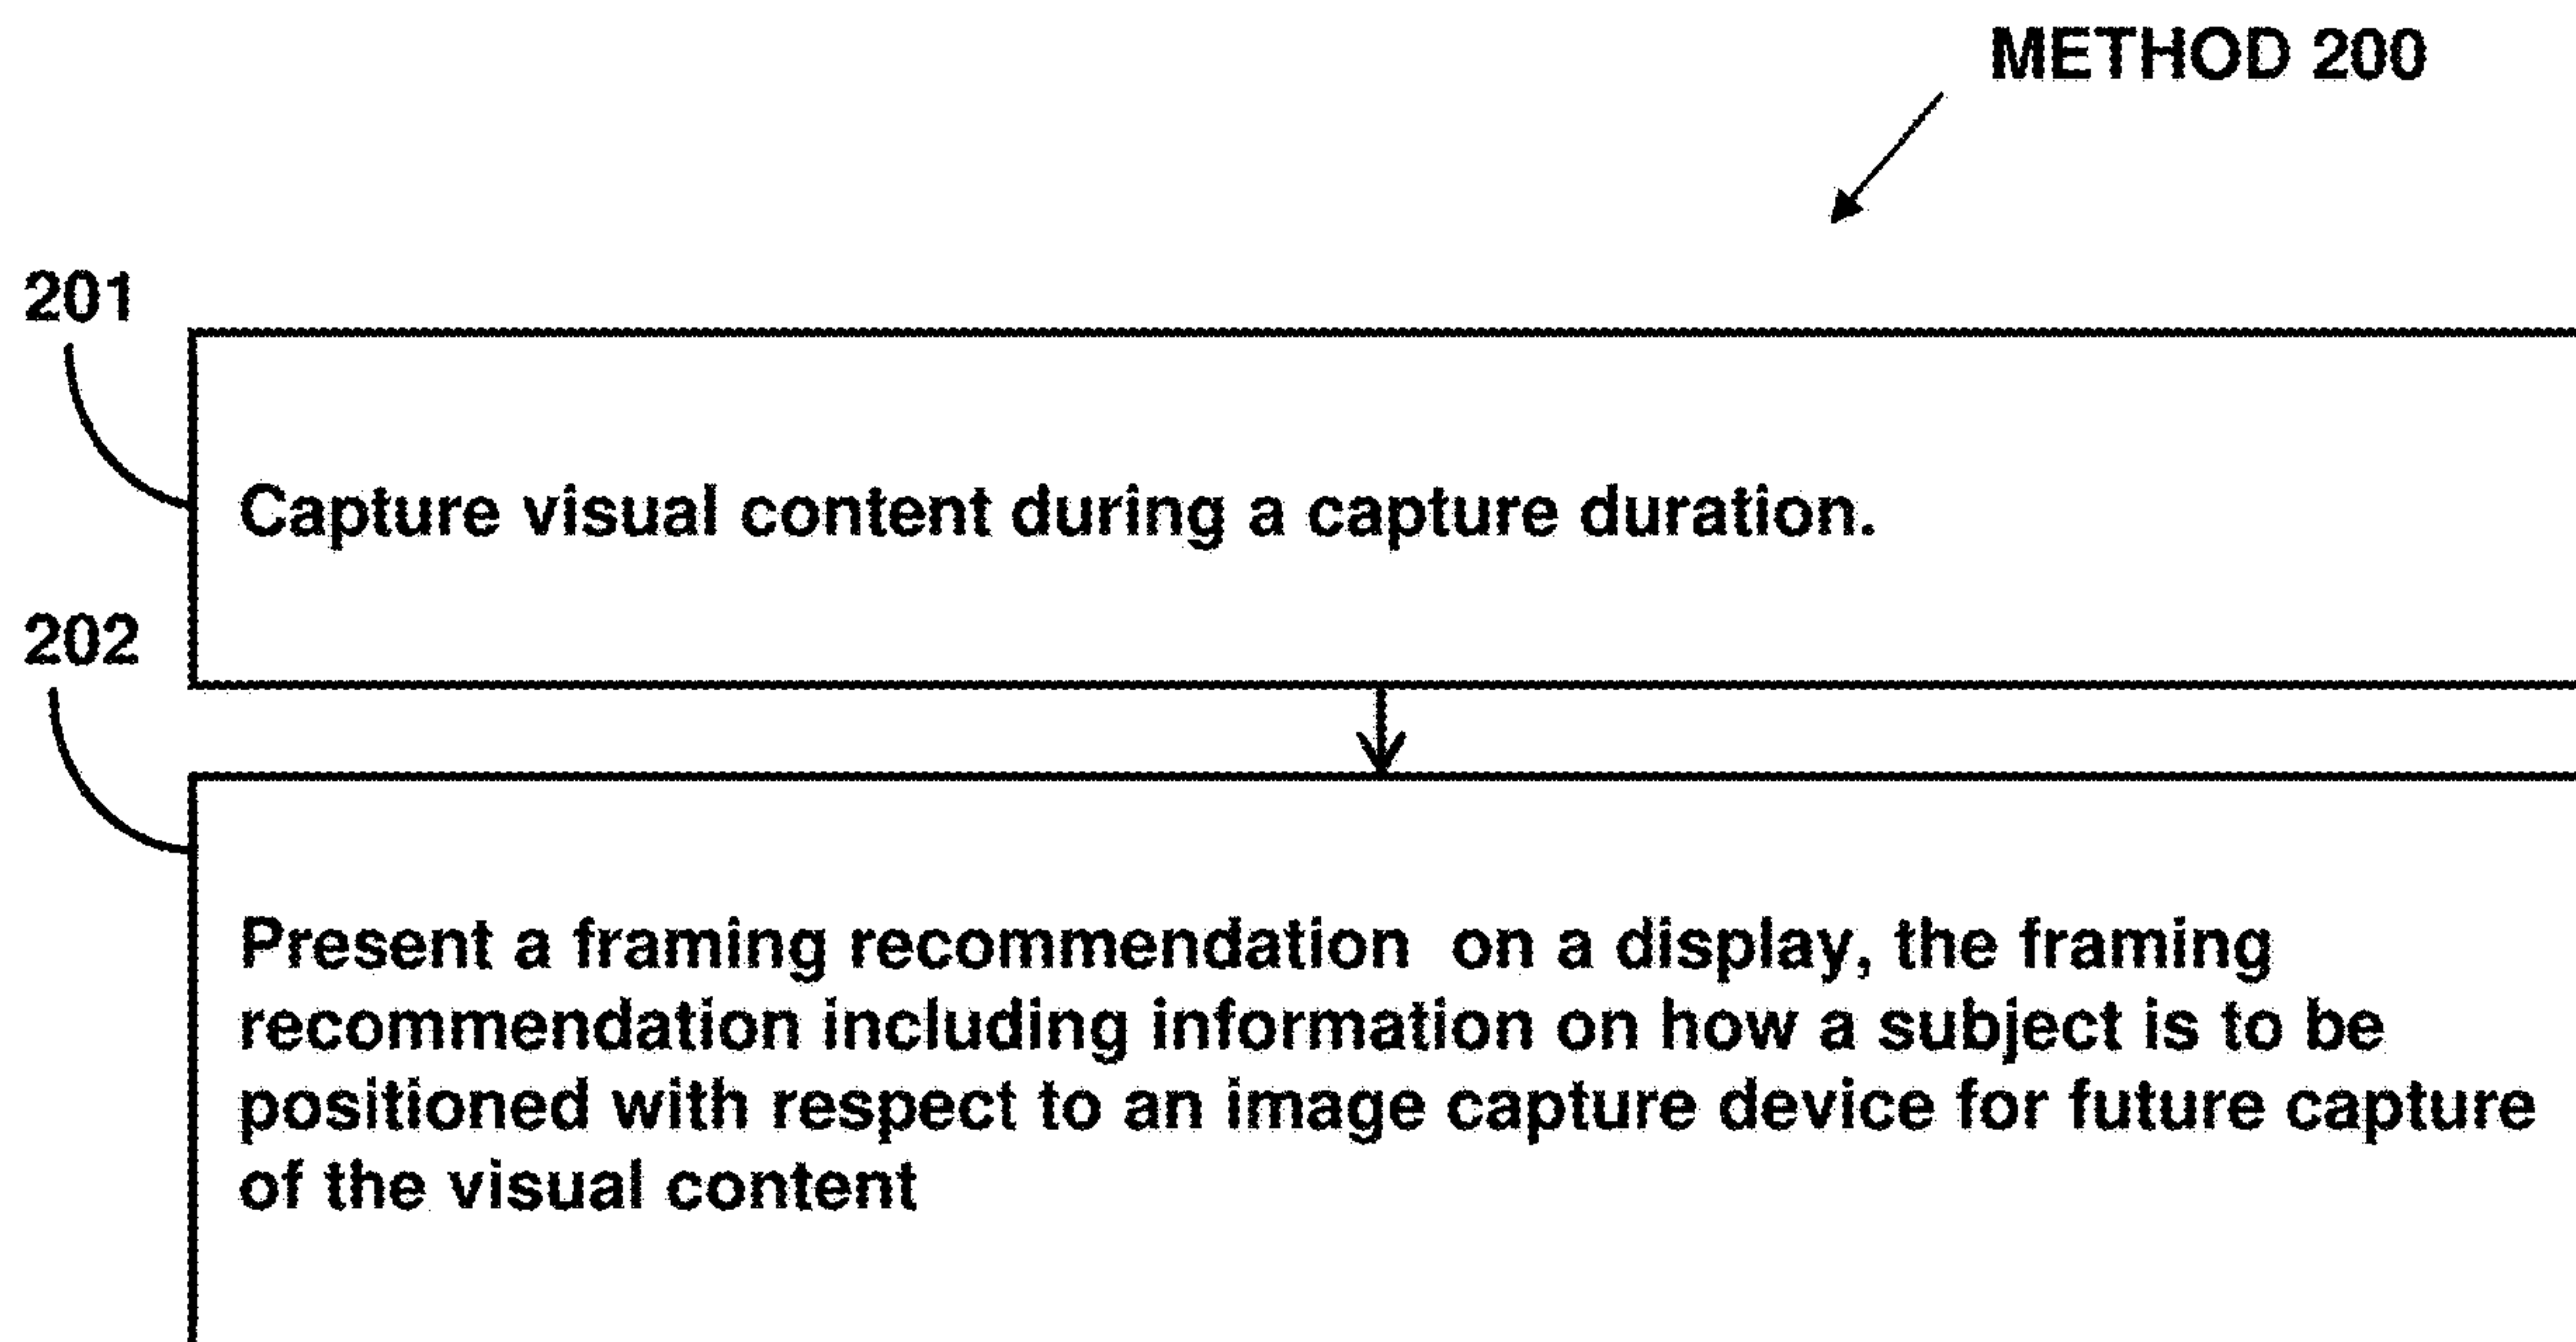 METHOD 200
201
Capture visual content during a capture duration.
202
Present a framing recommendation  on a display, the framing
recommendation including information on how a subject is to be
positioned with respect to an image capture device for future capture
of the visual content